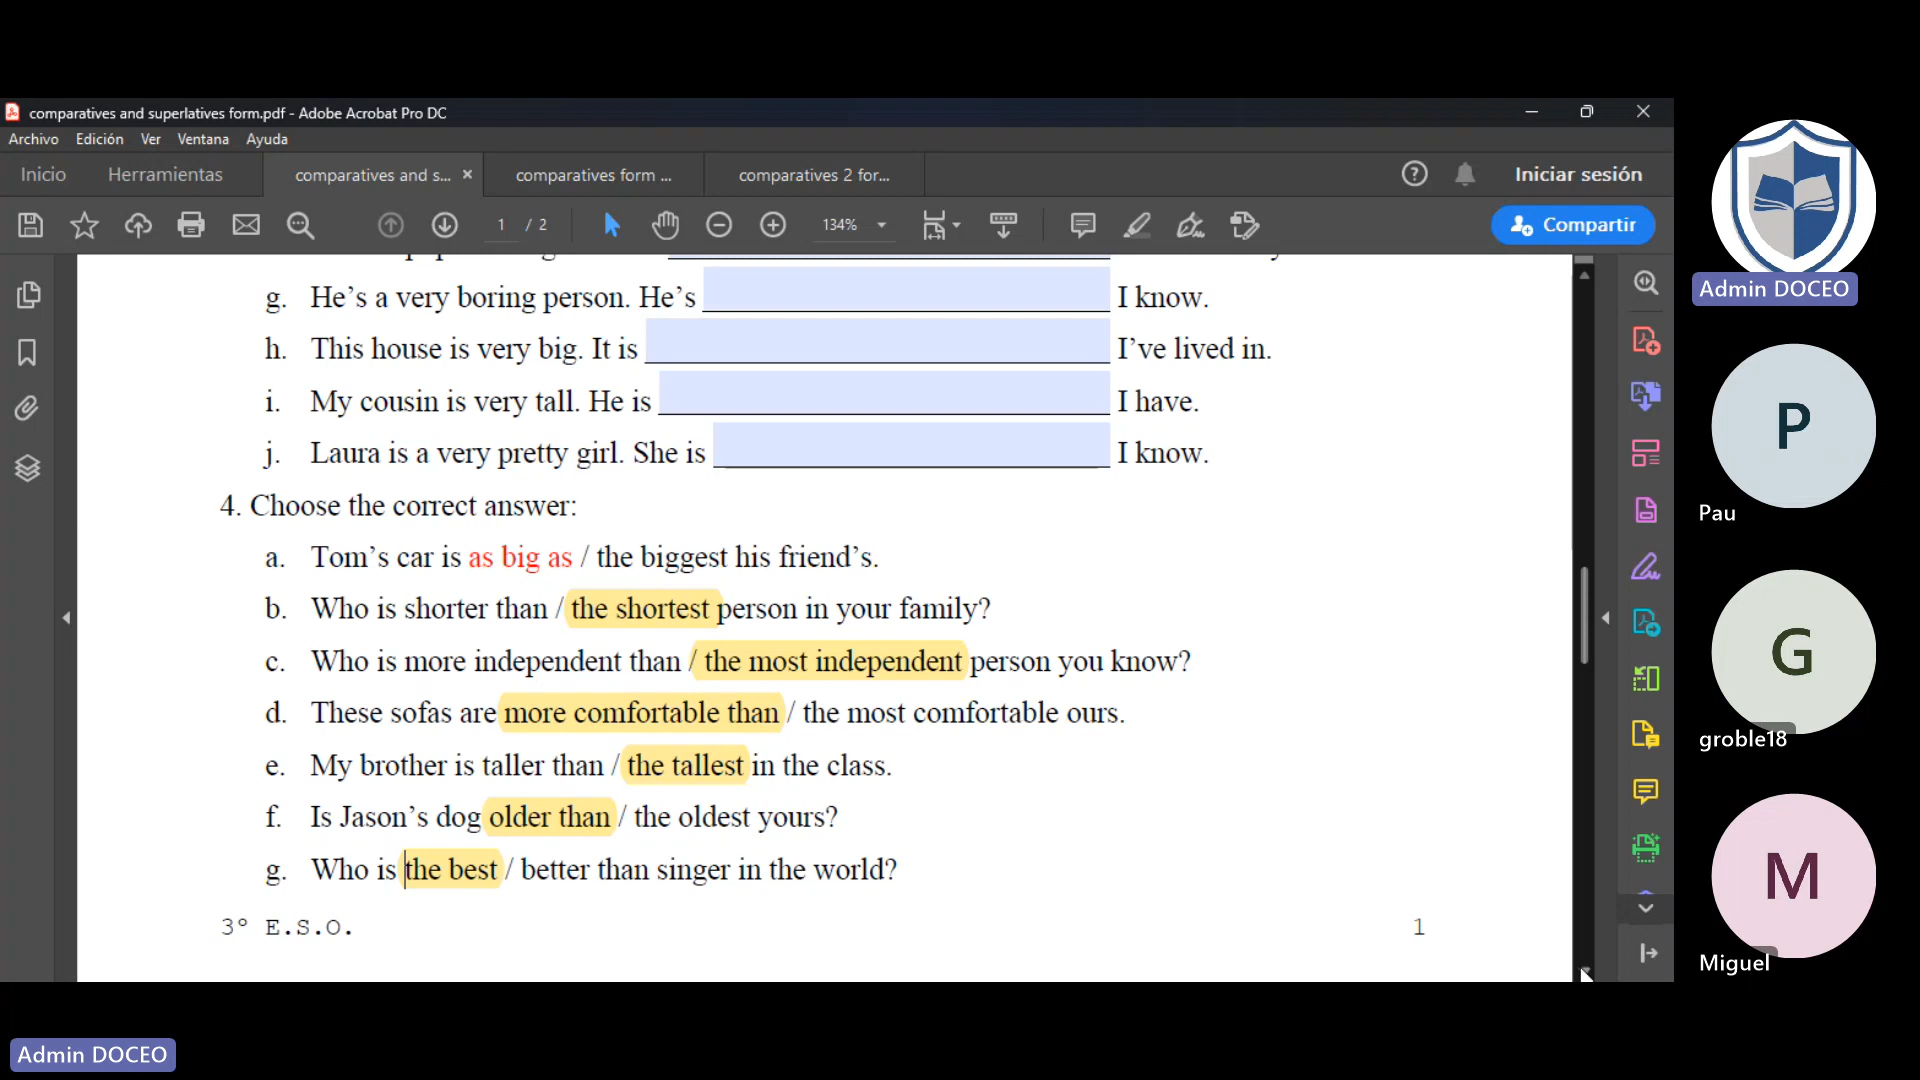 comparatives and superlatives form.pdf - Adobe Acrobat Pro DC
Archivo Edición Ver Ventana Ayuda
Inicio Herramientas comparatives and s... × comparatives form ... comparatives 2 for... Iniciar sesión
1 / 2 134% Compartir
g. He’s a very boring person. He’s I know.
h. This house is very big. It is I’ve lived in.
i. My cousin is very tall. He is I have.
j. Laura is a very pretty girl. She is I know.
4. Choose the correct answer:
a. Tom’s car is as big as / the biggest his friend’s.
b. Who is shorter than / the shortest person in your family?
c. Who is more independent than / the most independent person you know?
d. These sofas are more comfortable than / the most comfortable ours.
e. My brother is taller than / the tallest in the class.
f. Is Jason’s dog older than / the oldest yours?
g. Who is the best / better than singer in the world?
3º E.S.O. 1
Admin DOCEO
P
Pau
G
groble18
M
Miguel
Admin DOCEO